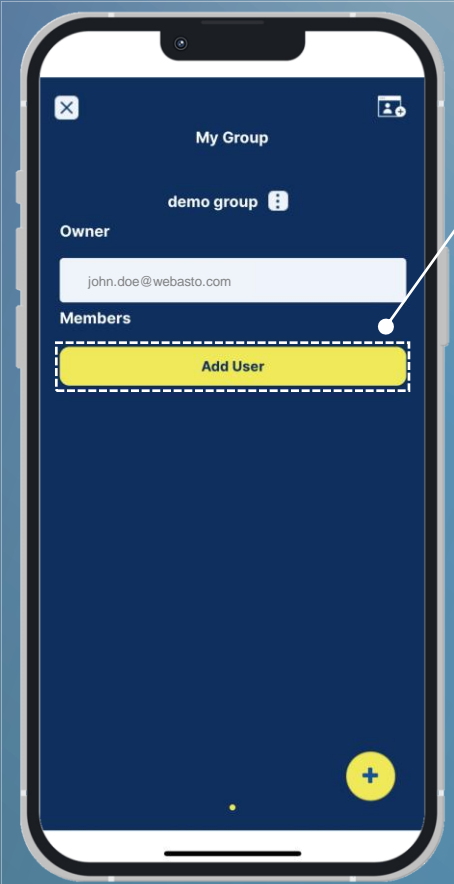 My Group
demo group
Owner
john.doe@webasto.com
Members
Add User